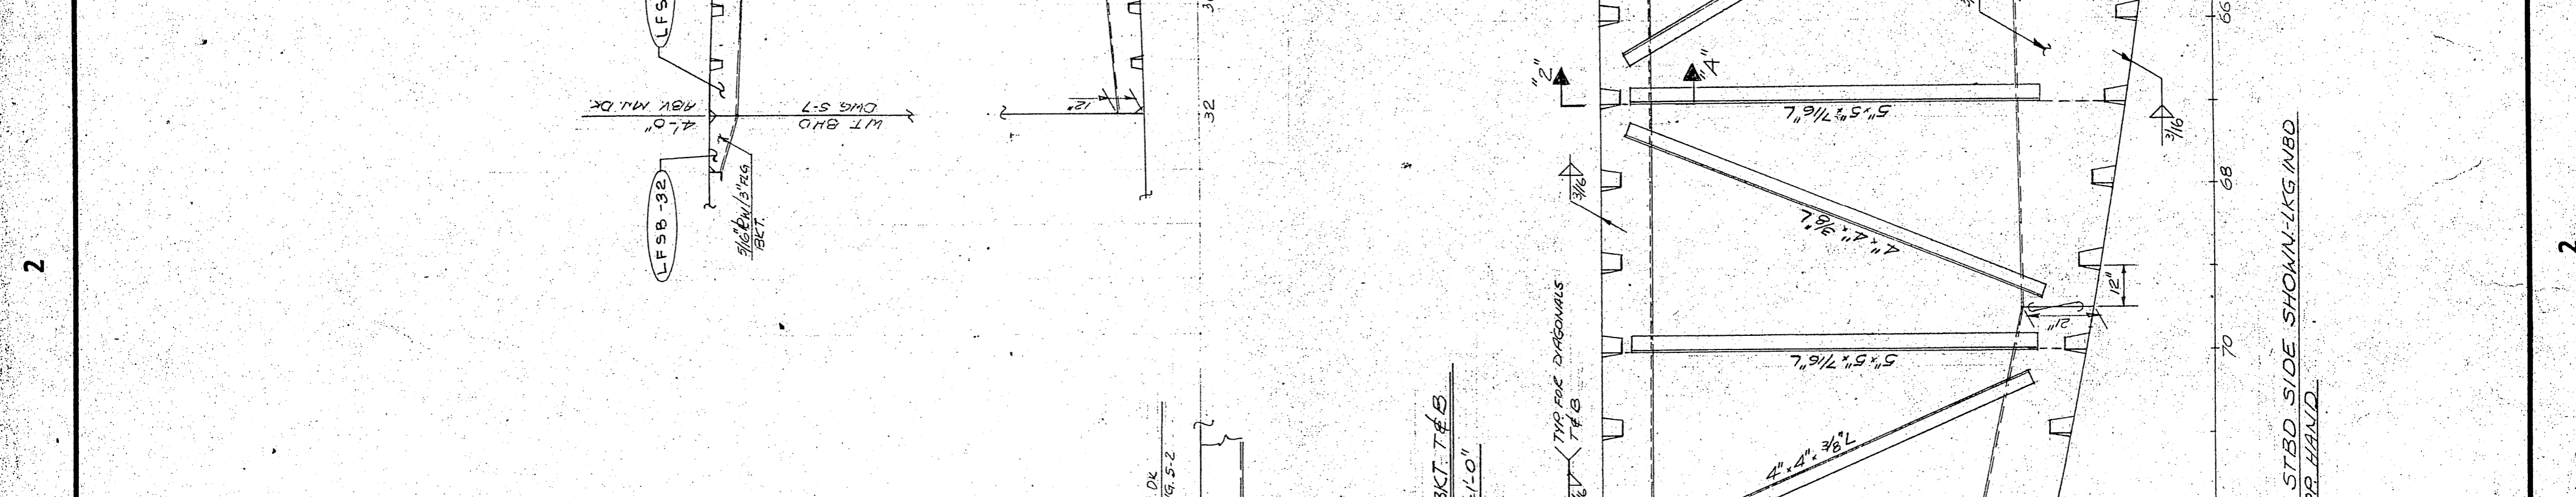 2
4'-0"
ABV. MN. DK
WT BHD
DWG S-7
LFSB-32
5/16" ℞ W/3" FLG
BKT.
12"
32
DK
BKT. T&B
1'-0"
"2"
"4"
5"x5"x7/16" L
3/16
4"x4"x3/8" L
TYP FOR DIAGONALS
T&B
5"x5"x7/16" L
4"x4"x3/8" L
3/16
12"
21"
66
68
70
STBD SIDE SHOWN-LKG INBD
HAND
2